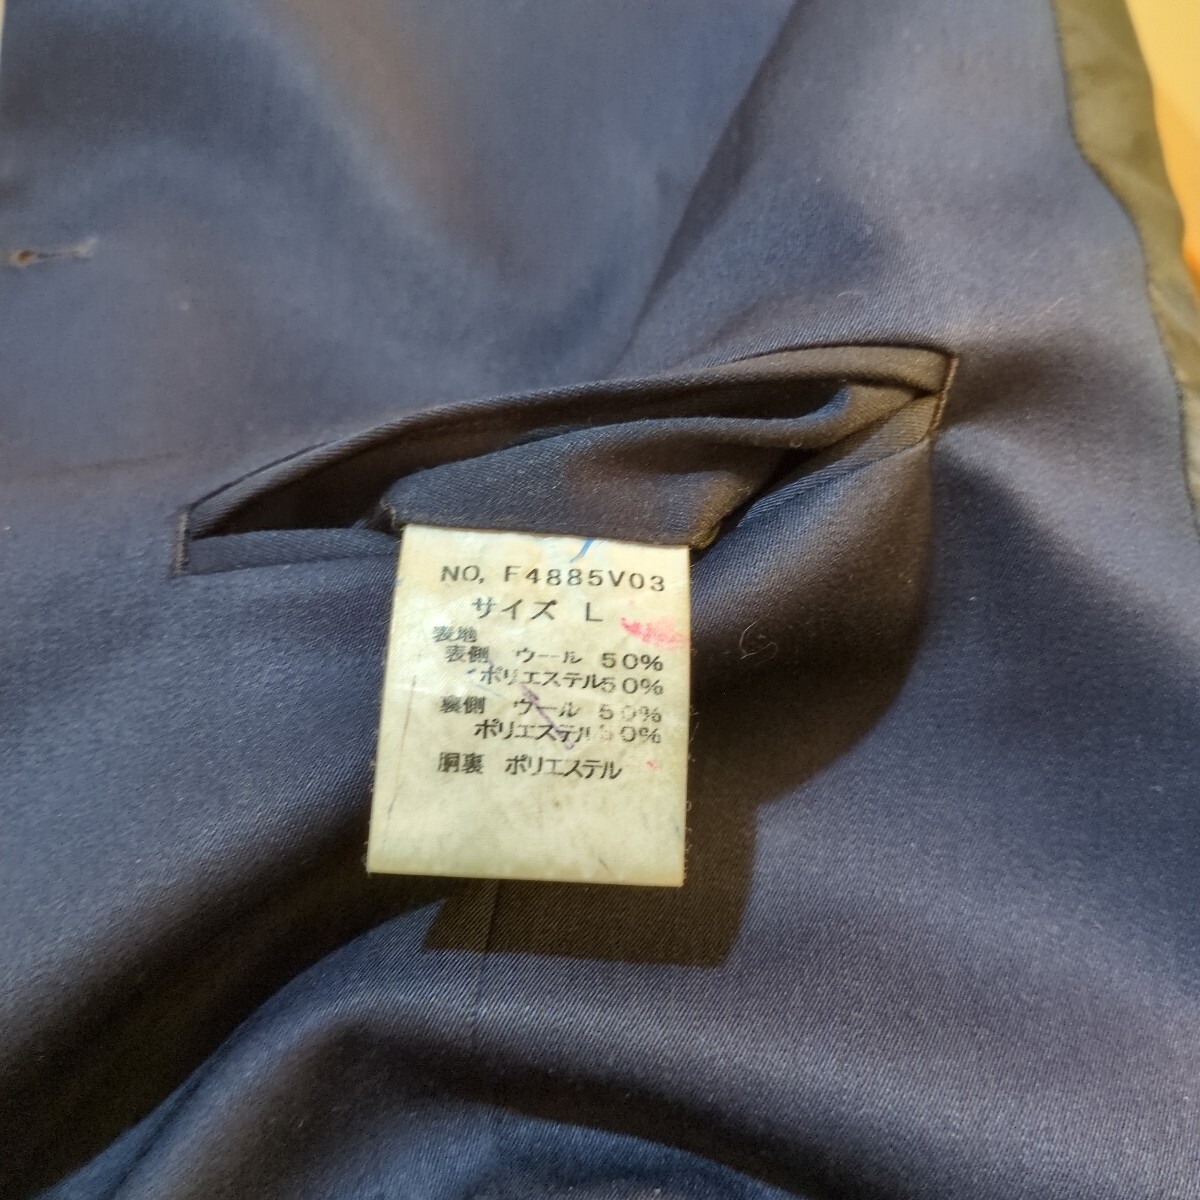 NO, F4885V03
サイズ L
表地
表側 ウール 50%
ポリエステル50%
裏側 ウール 50%
ポリエステル50%
胴裏 ポリエステル